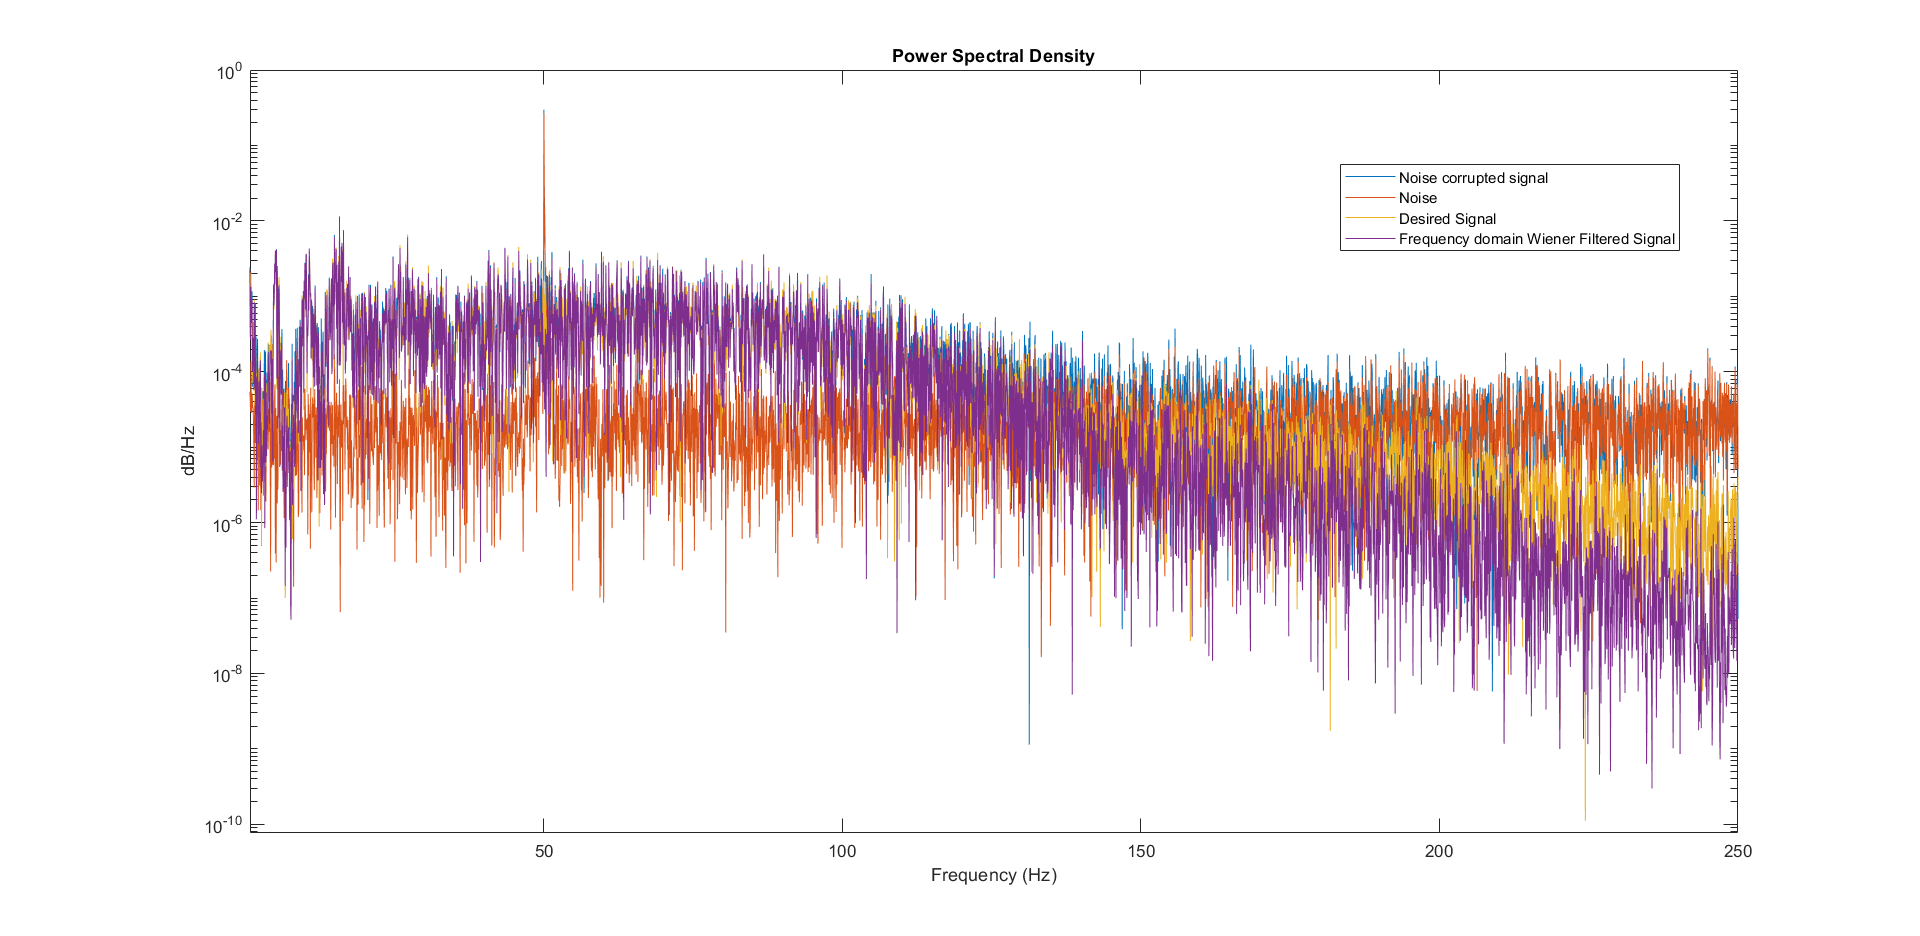 Power Spectral Density
10^0
10^-2
10^-4
10^-6
10^-8
10^-10
dB/Hz
Noise corrupted signal
Noise
Desired Signal
Frequency domain Wiener Filtered Signal
50 100 150 200 250
Frequency (Hz)